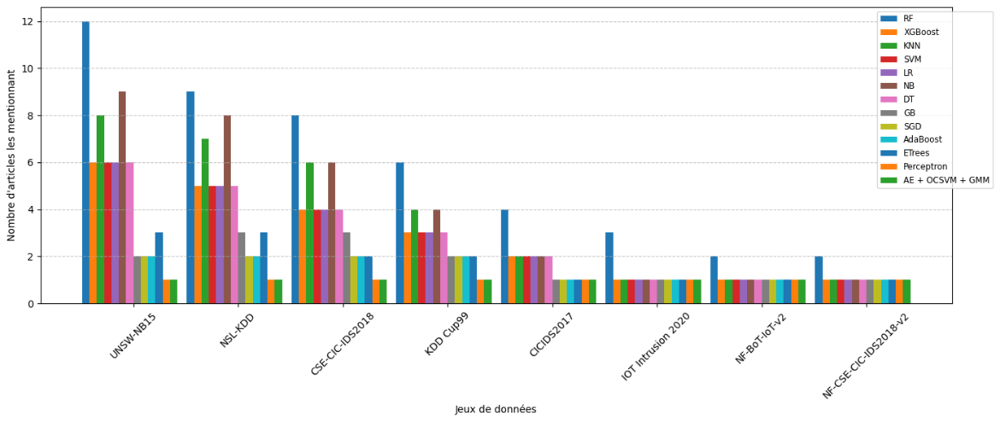 12
10
8
6
4
2
0
Nombre d'articles les mentionnant
RF
XGBoost
KNN
SVM
LR
NB
DT
GB
SGD
AdaBoost
ETrees
Perceptron
AE + OCSVM + GMM
UNSW-NB15
NSL-KDD
CSE-CIC-IDS2018
KDD Cup99
CICIDS2017
IOT Intrusion 2020
NF-BoT-IoT-v2
NF-CSE-CIC-IDS2018-v2
Jeux de données